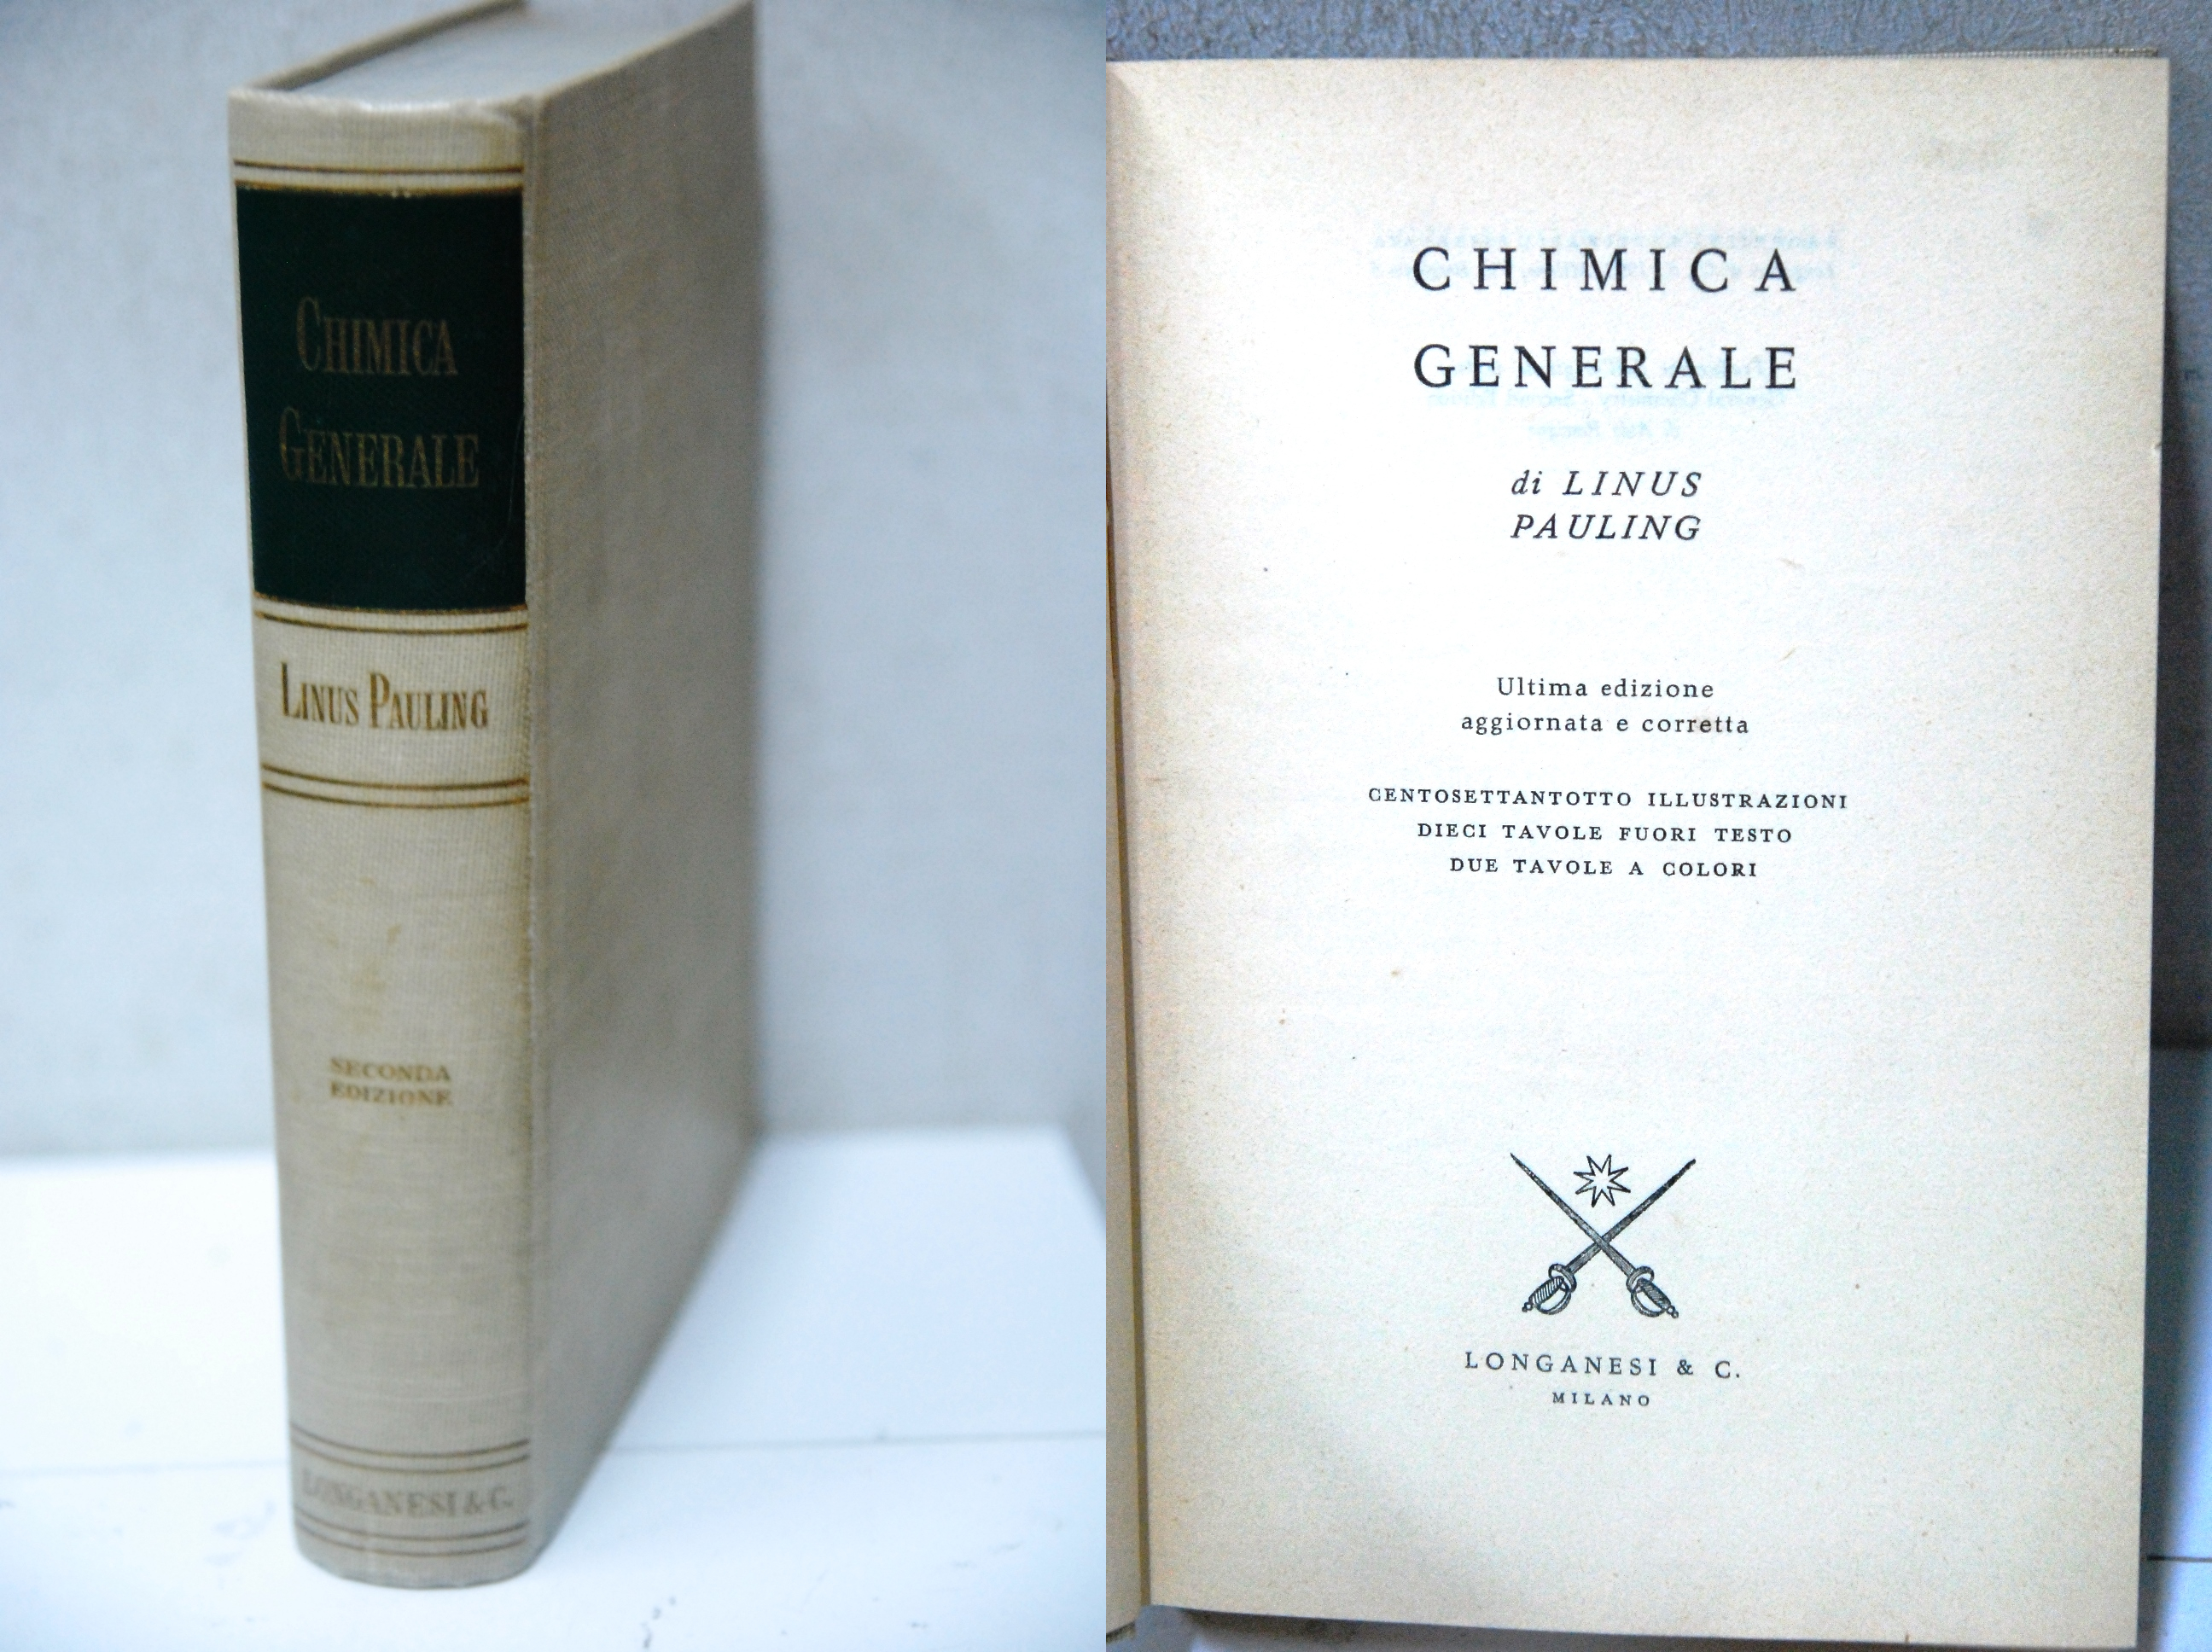 CHIMICA
GENERALE
LINUS PAULING
SECONDA
EDIZIONE
LONGANESI & C.
CHIMICA
GENERALE
di LINUS
PAULING
Ultima edizione
aggiornata e corretta
CENTOSETTANTOTTO ILLUSTRAZIONI
DIECI TAVOLE FUORI TESTO
DUE TAVOLE A COLORI
LONGANESI & C.
MILANO